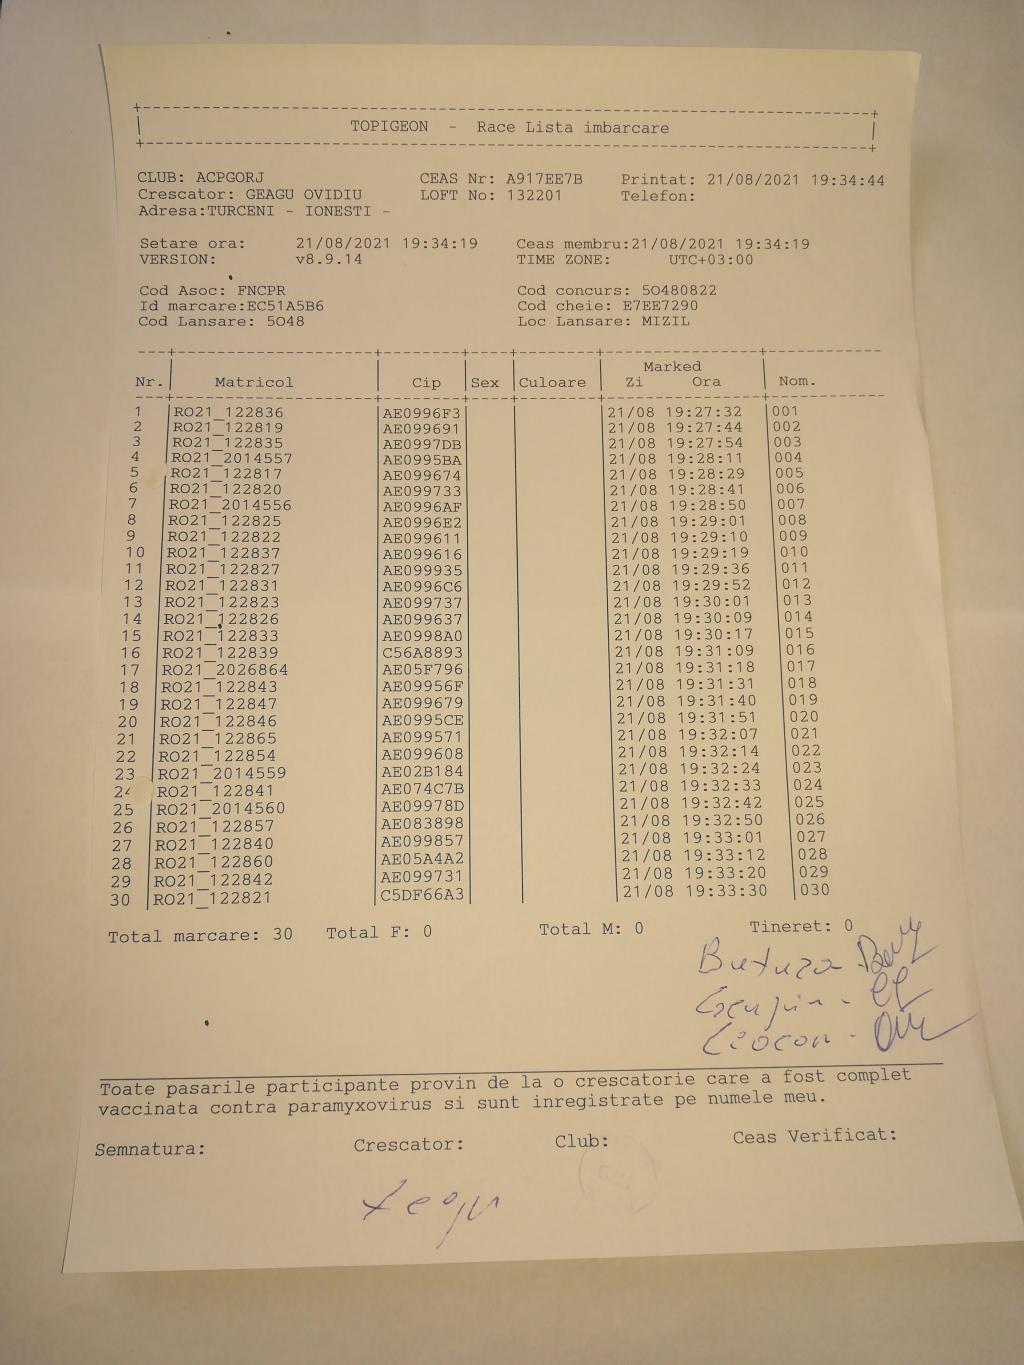 TOPIGEON - Race Lista imbarcare
CLUB: ACPGORJ CEAS Nr: A917EE7B Printat: 21/08/2021 19:34:44
Crescator: GEAGU OVIDIU LOFT No: 132201 Telefon:
Adresa:TURCENI - IONESTI -
Setare ora: 21/08/2021 19:34:19 Ceas membru:21/08/2021 19:34:19
VERSION: v8.9.14 TIME ZONE: UTC+03:00
Cod Asoc: FNCPR Cod concurs: 50480822
Id marcare:EC51A5B6 Cod cheie: E7EE7290
Cod Lansare: 5048 Loc Lansare: MIZIL
Marked
Nr. Matricol Cip Sex Culoare Zi Ora Nom.
1 RO21_122836 AE0996F3 21/08 19:27:32 001
2 RO21_122819 AE099691 21/08 19:27:44 002
3 RO21_122835 AE0997DB 21/08 19:27:54 003
4 RO21_2014557 AE0995BA 21/08 19:28:11 004
5 RO21_122817 AE099674 21/08 19:28:29 005
6 RO21_122820 AE099733 21/08 19:28:41 006
7 RO21_2014556 AE0996AF 21/08 19:28:50 007
8 RO21_122825 AE0996E2 21/08 19:29:01 008
9 RO21_122822 AE099611 21/08 19:29:10 009
10 RO21_122837 AE099616 21/08 19:29:19 010
11 RO21_122827 AE099935 21/08 19:29:36 011
12 RO21_122831 AE0996C6 21/08 19:29:52 012
13 RO21_122823 AE099737 21/08 19:30:01 013
14 RO21_122826 AE099637 21/08 19:30:09 014
15 RO21_122833 AE0998A0 21/08 19:30:17 015
16 RO21_122839 C56A8893 21/08 19:31:09 016
17 RO21_2026864 AE05F796 21/08 19:31:18 017
18 RO21_122843 AE09956F 21/08 19:31:31 018
19 RO21_122847 AE099679 21/08 19:31:40 019
20 RO21_122846 AE0995CE 21/08 19:31:51 020
21 RO21_122865 AE099571 21/08 19:32:07 021
22 RO21_122854 AE099608 21/08 19:32:14 022
23 RO21_2014559 AE02B184 21/08 19:32:24 023
24 RO21_122841 AE074C7B 21/08 19:32:33 024
25 RO21_2014560 AE09978D 21/08 19:32:42 025
26 RO21_122857 AE083898 21/08 19:32:50 026
27 RO21_122840 AE099857 21/08 19:33:01 027
28 RO21_122860 AE05A4A2 21/08 19:33:12 028
29 RO21_122842 AE099731 21/08 19:33:20 029
30 RO21_122821 C5DF66A3 21/08 19:33:30 030
Total marcare: 30 Total F: 0 Total M: 0 Tineret: 0
Toate pasarile participante provin de la o crescatorie care a fost complet
vaccinata contra paramyxovirus si sunt inregistrate pe numele meu.
Semnatura: Crescator: Club: Ceas Verificat: